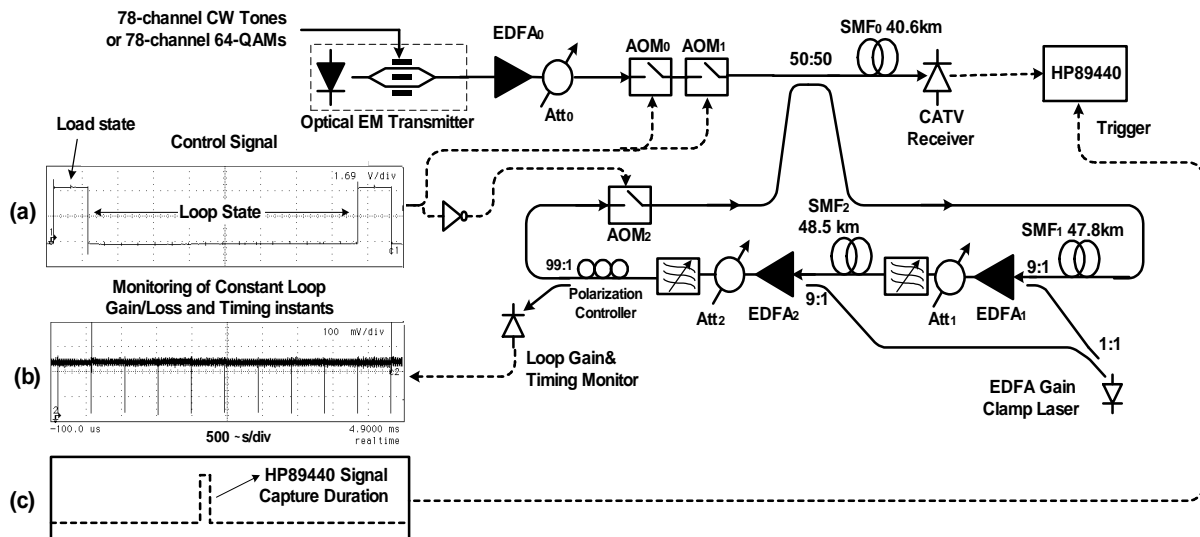 78-channel CW Tones
or 78-channel 64-QAMs
EDFA0
AOM0
AOM1
50:50
SMF0 40.6km
HP89440
Att0
Optical EM Transmitter
CATV
Receiver
Trigger
Load state
Control Signal
1.69 V/div
(a)
Loop State
1
c1
AOM2
SMF2
48.5 km
SMF1 47.8km
99:1
9:1
9:1
Polarization
Controller
Att2
EDFA2
Att1
EDFA1
1:1
Monitoring of Constant Loop
Gain/Loss and Timing instants
100 mV/div
(b)
c2
2
-100.0 us
4.9000 ms
realtime
500 ~s/div
Loop Gain&
Timing Monitor
EDFA Gain
Clamp Laser
(c)
HP89440 Signal
Capture Duration